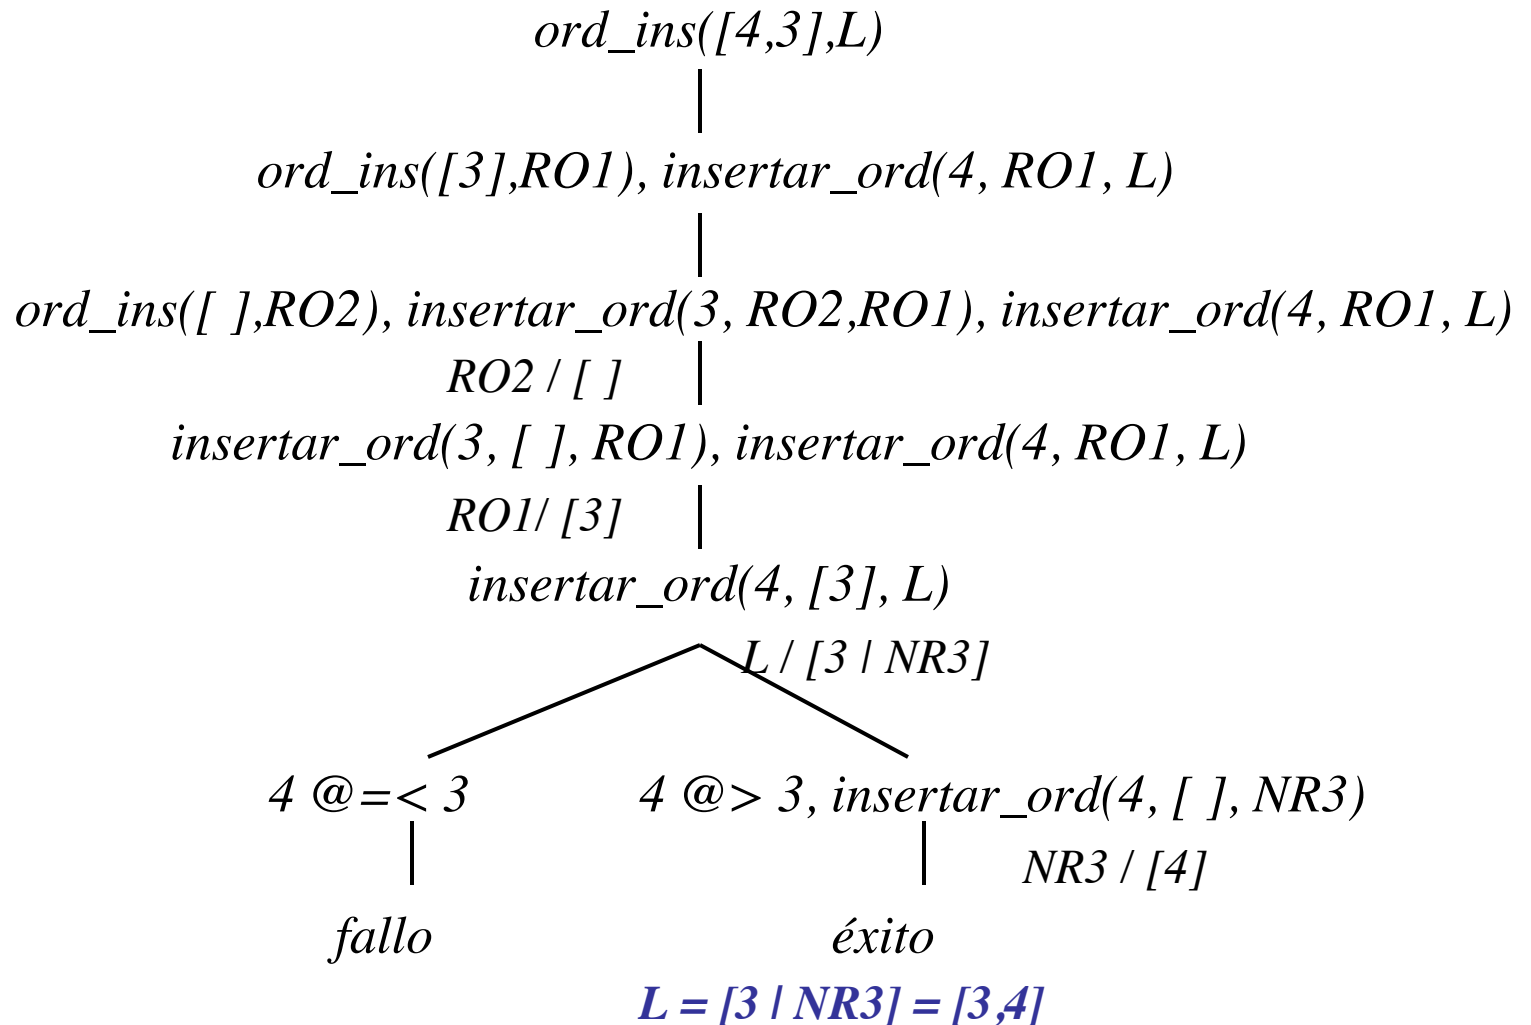 ord_ins([4,3],L)
ord_ins([3],RO1), insertar_ord(4, RO1, L)
ord_ins([ ],RO2), insertar_ord(3, RO2,RO1), insertar_ord(4, RO1, L)
RO2 / [ ]
insertar_ord(3, [ ], RO1), insertar_ord(4, RO1, L)
RO1/ [3]
insertar_ord(4, [3], L)
L / [3 | NR3]
4 @=< 3
4 @> 3, insertar_ord(4, [ ], NR3)
NR3 / [4]
fallo
éxito
L = [3 | NR3] = [3,4]